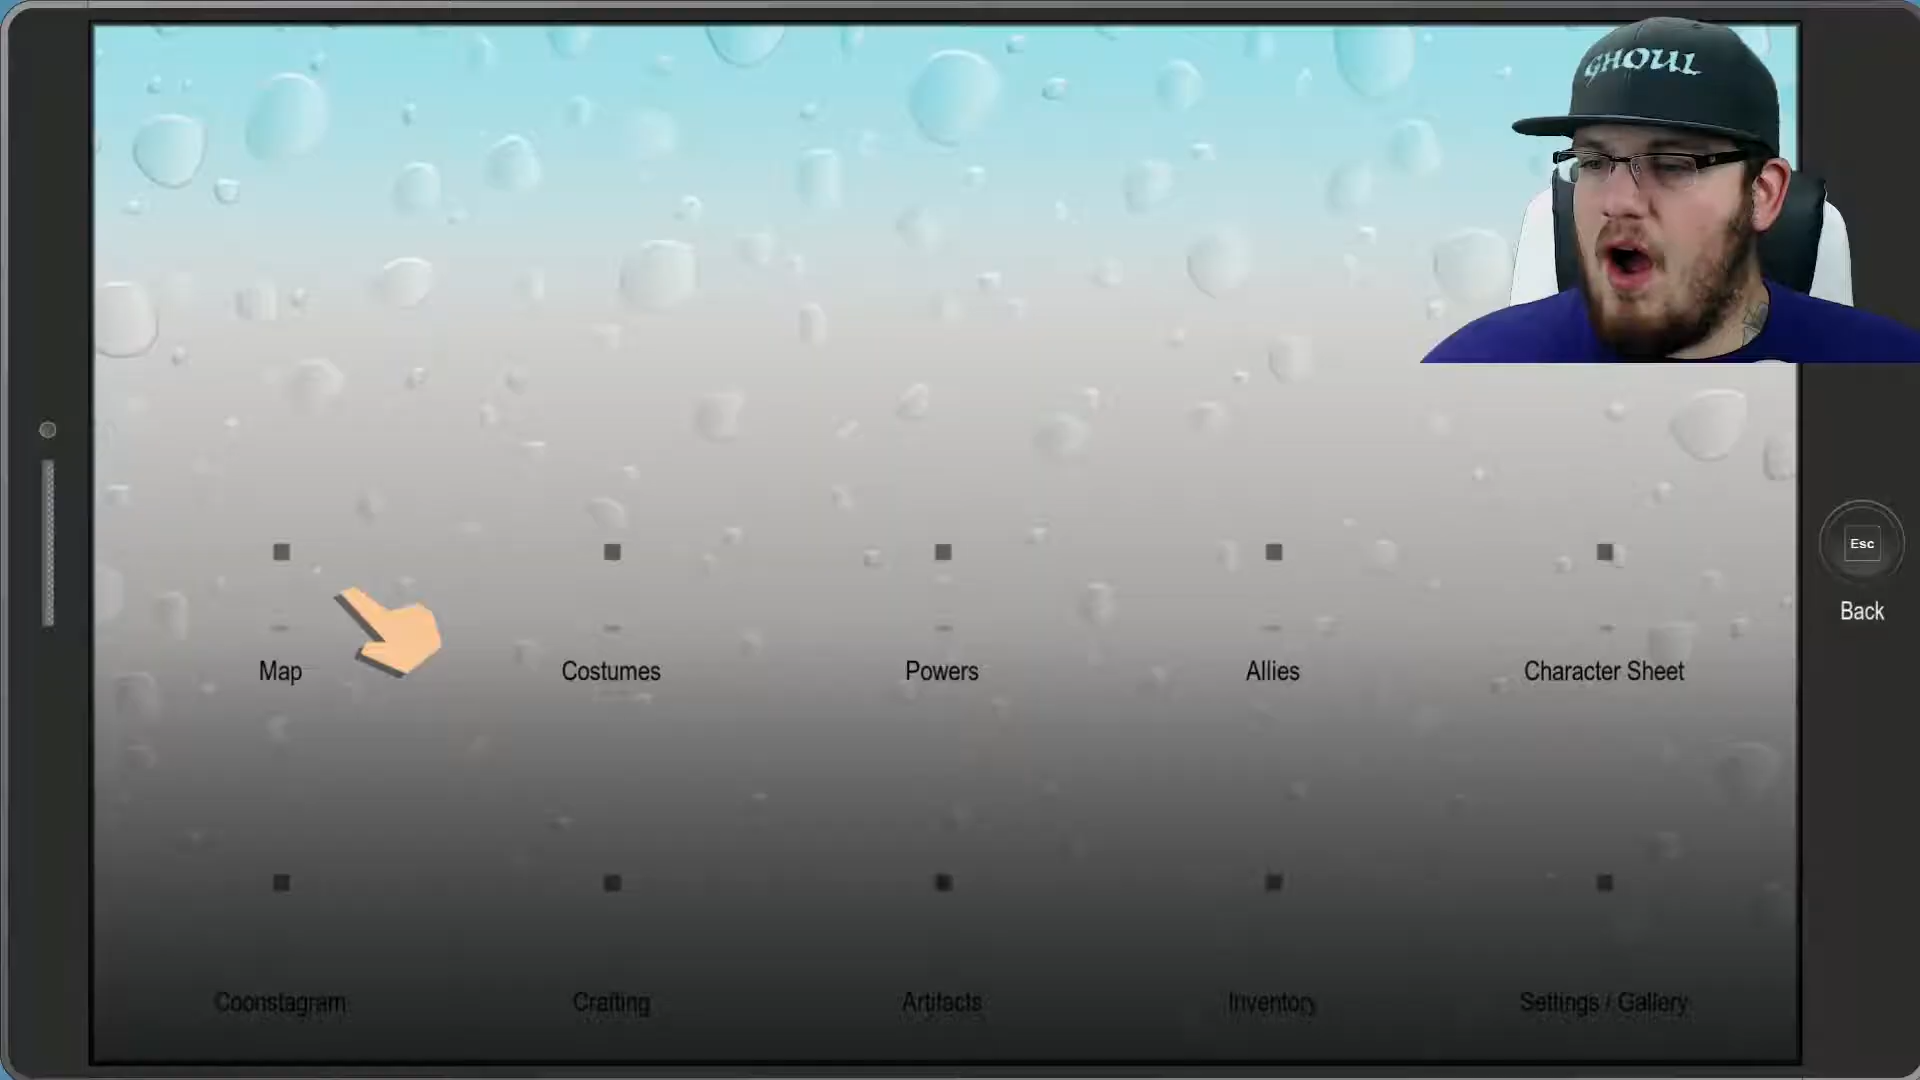 GHOUL
Esc
Back
Map
Costumes
Powers
Allies
Character Sheet
Coonstagram
Crafting
Artifacts
Inventory
Settings / Gallery